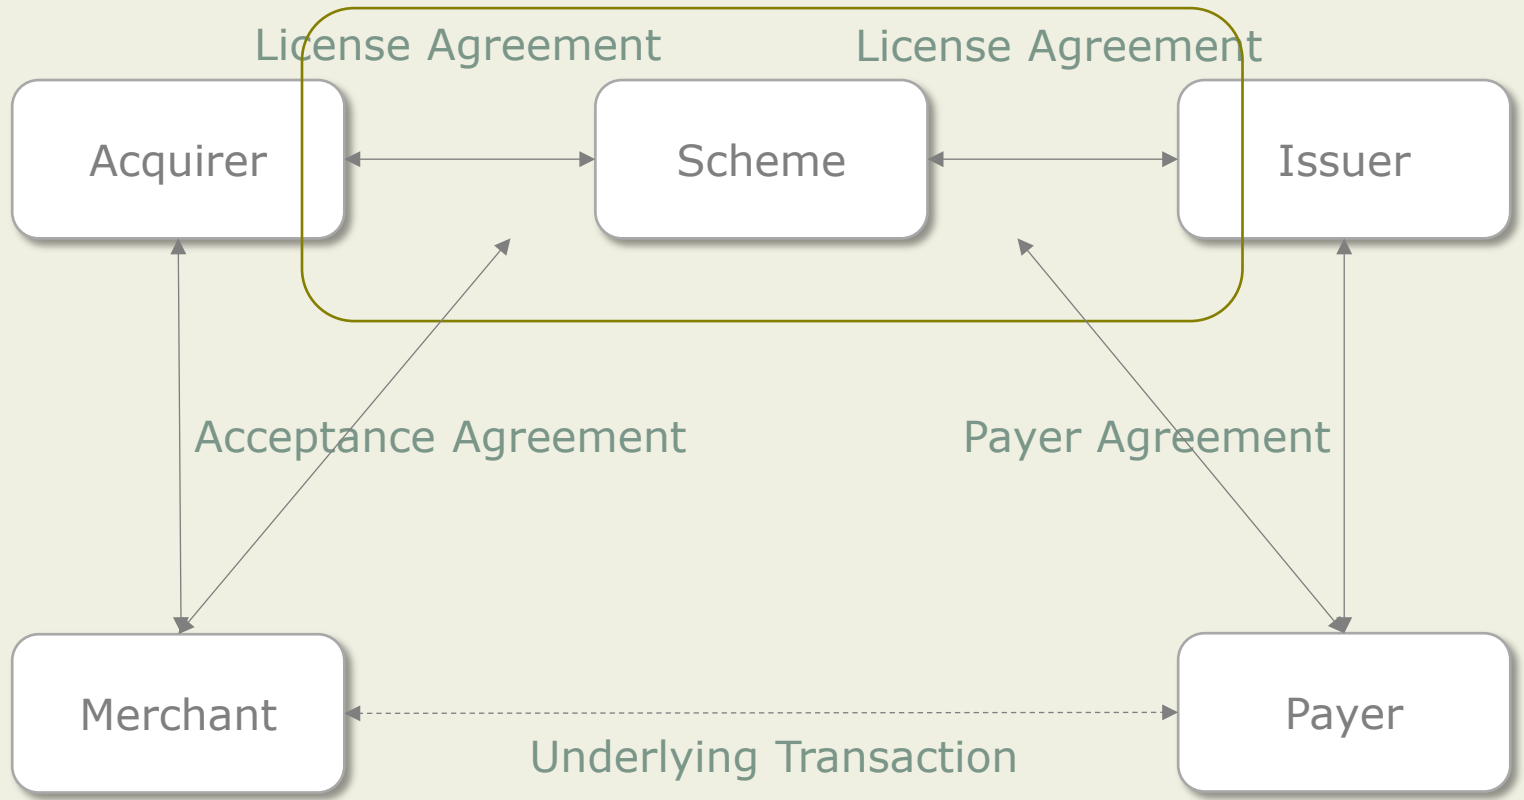 License Agreement
License Agreement
Acquirer
Scheme
Issuer
Acceptance Agreement
Payer Agreement
Merchant
Payer
Underlying Transaction